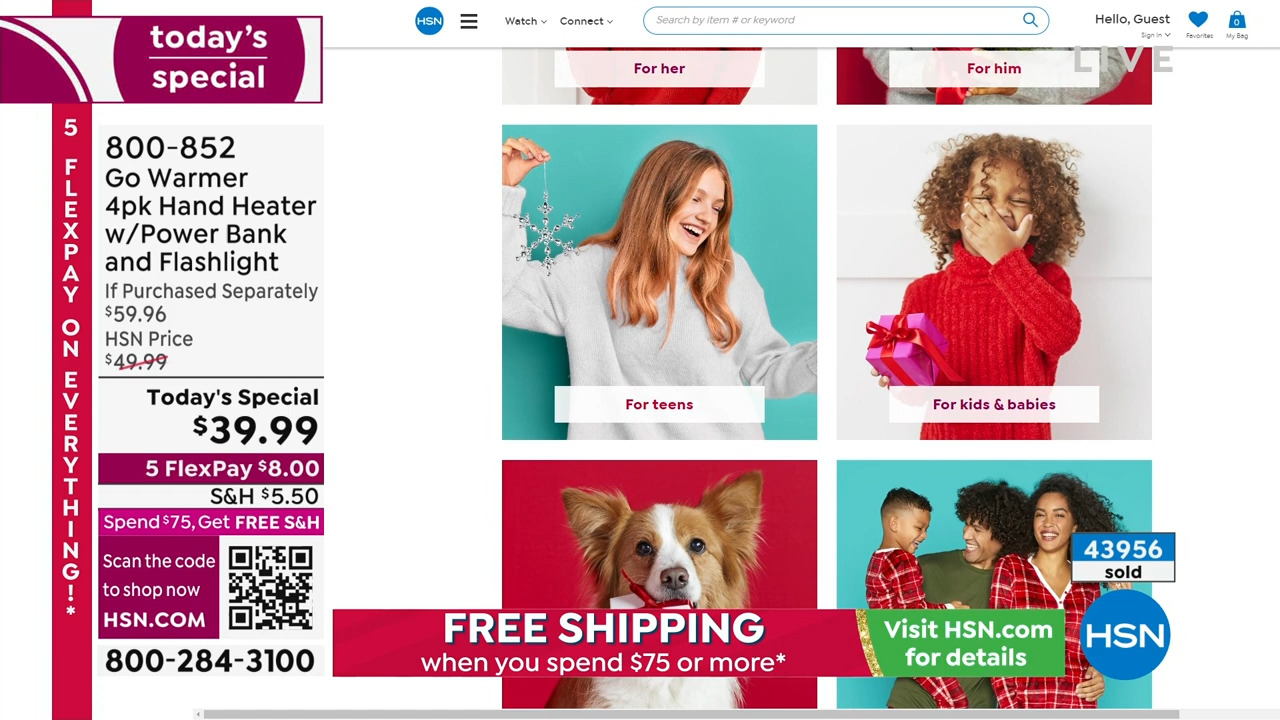 today's
special
5 FLEXPAY ON EVERYTHING!*
800-852
Go Warmer
4pk Hand Heater
w/Power Bank
and Flashlight
If Purchased Separately
$59.96
HSN Price
$49.99
Today's Special
$39.99
5 FlexPay $8.00
S&H $5.50
Spend $75, Get FREE S&H
Scan the code
to shop now
HSN.COM
800-284-3100
HSN
Watch
Connect
Search by item # or keyword
Hello, Guest
Sign in
Favorites
0
My Bag
LIVE
For her
For him
For teens
For kids & babies
43956
sold
FREE SHIPPING
when you spend $75 or more*
Visit HSN.com
for details
HSN